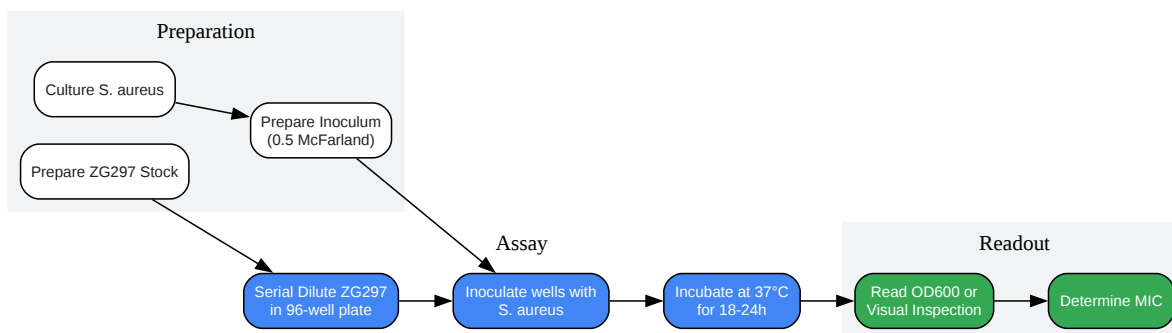 Preparation
Culture S. aureus
Prepare Inoculum
(0.5 McFarland)
Prepare ZG297 Stock
Assay
Readout
Serial Dilute ZG297
in 96-well plate
Inoculate wells with
S. aureus
Incubate at 37°C
for 18-24h
Read OD600 or
Visual Inspection
Determine MIC